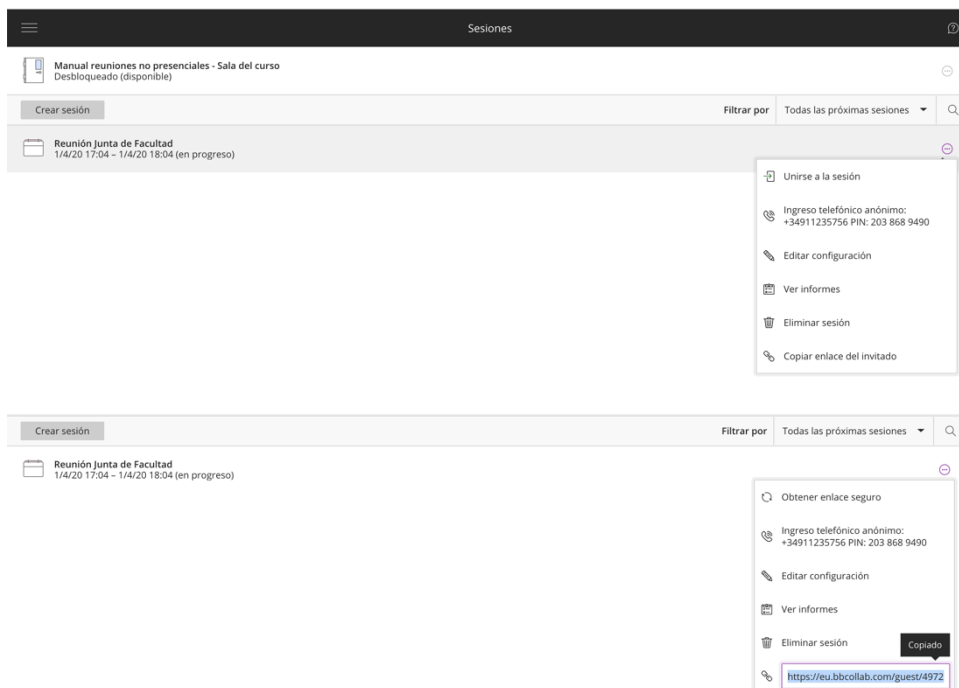 Sesiones
Manual reuniones no presenciales - Sala del curso
Desbloqueado (disponible)
Crear sesión
Filtrar por
Todas las próximas sesiones
Reunión Junta de Facultad
1/4/20 17:04 – 1/4/20 18:04 (en progreso)
Unirse a la sesión
Ingreso telefónico anónimo:
+34911235756 PIN: 203 868 9490
Editar configuración
Ver informes
Eliminar sesión
Copiar enlace del invitado
Crear sesión
Filtrar por
Todas las próximas sesiones
Reunión Junta de Facultad
1/4/20 17:04 – 1/4/20 18:04 (en progreso)
Obtener enlace seguro
Ingreso telefónico anónimo:
+34911235756 PIN: 203 868 9490
Editar configuración
Ver informes
Eliminar sesión
Copiado
https://eu.bbcollab.com/guest/4972